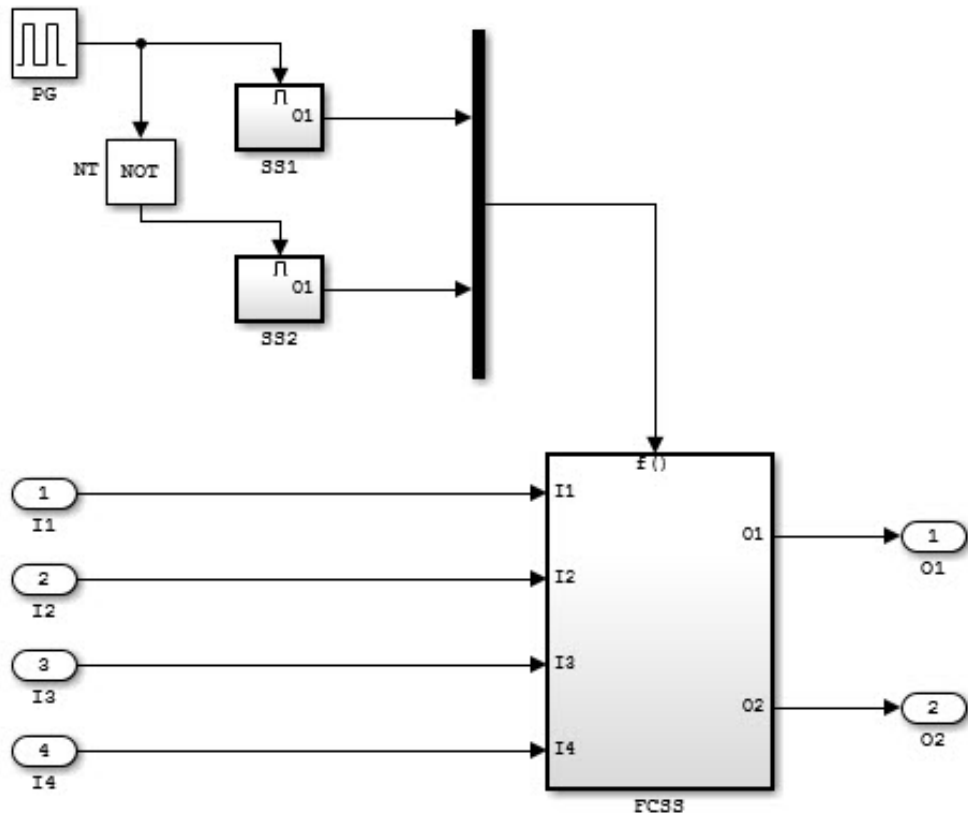 PG
O1
SS1
NT
NOT
O1
SS2
f()
1
I1
I1
O1
1
O1
2
I2
I2
3
I3
I3
O2
2
O2
4
I4
I4
FCSS